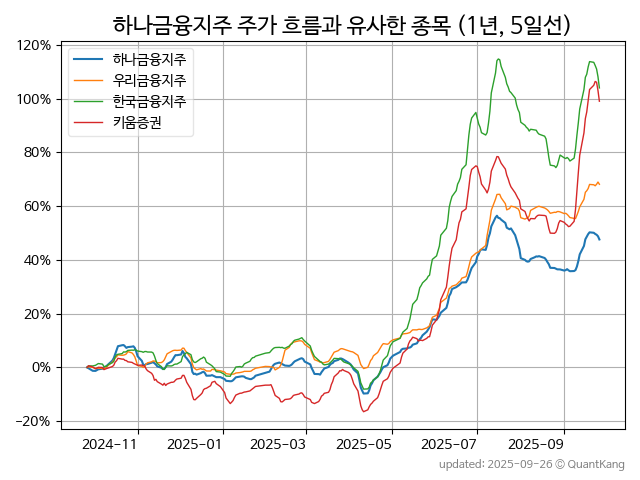 하나금융지주 주가 흐름과 유사한 종목 (1년, 5일선)
120%
100%
80%
60%
40%
20%
0%
−20%
하나금융지주
우리금융지주
한국금융지주
키움증권
2024−11
2025−01
2025−03
2025−05
2025−07
2025−09
updated: 2025-09-26 © QuantKang